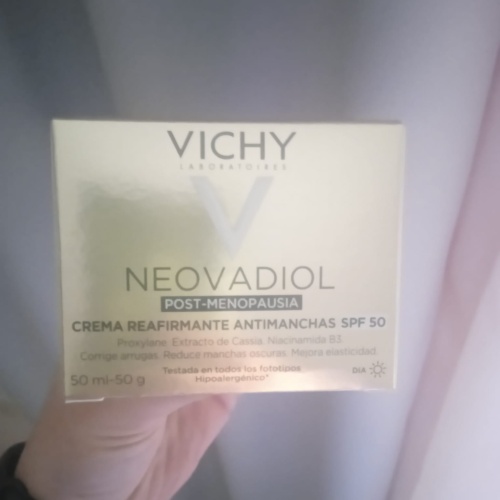 VICHY
LABORATOIRES
NEOVADIOL
POST-MENOPAUSIA
CREMA REAFIRMANTE ANTIMANCHAS SPF 50
Proxylane. Extracto de Cassia. Niacinamida B3.
Corrige arrugas. Reduce manchas oscuras. Mejora elasticidad.
Testada en todos los fototipos
Hipoalergénico*
50 ml-50 g
DÍA